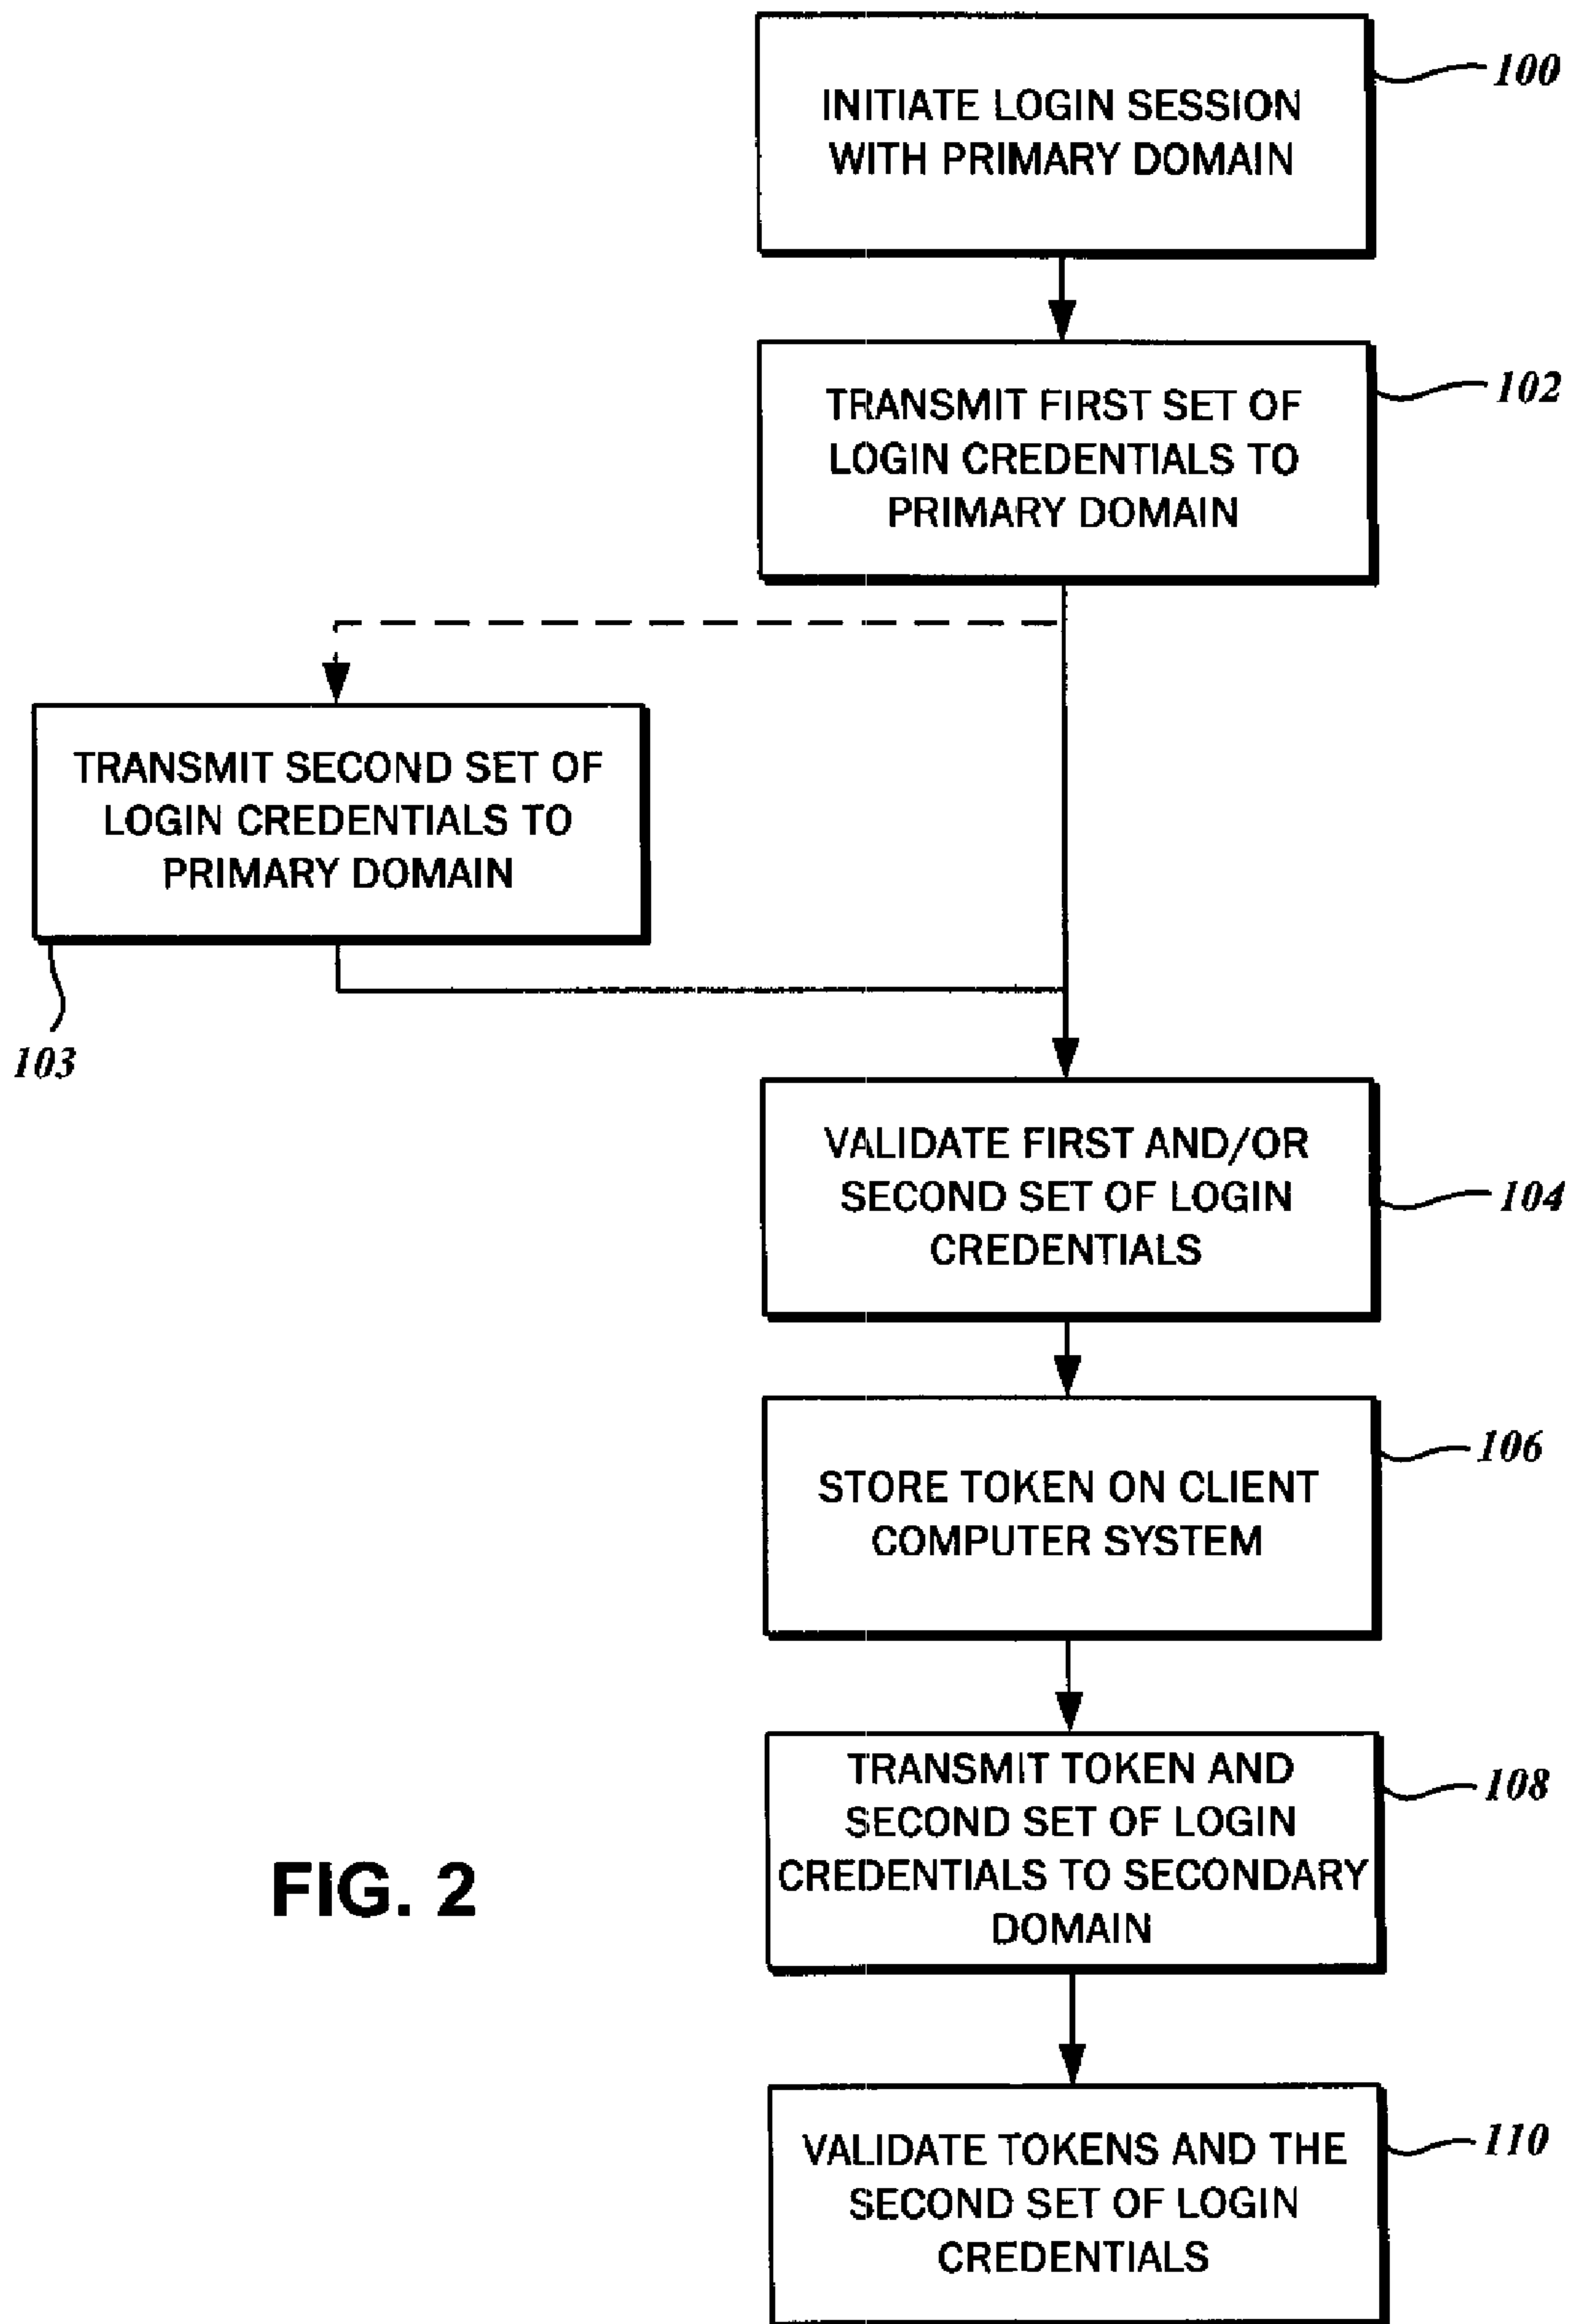 INITIATE LOGIN SESSION
WITH PRIMARY DOMAIN
100
TRANSMIT FIRST SET OF
LOGIN CREDENTIALS TO
PRIMARY DOMAIN
102
TRANSMIT SECOND SET OF
LOGIN CREDENTIALS TO
PRIMARY DOMAIN
103
VALIDATE FIRST AND/OR
SECOND SET OF LOGIN
CREDENTIALS
104
STORE TOKEN ON CLIENT
COMPUTER SYSTEM
106
TRANSMIT TOKEN AND
SECOND SET OF LOGIN
CREDENTIALS TO SECONDARY
DOMAIN
108
FIG. 2
VALIDATE TOKENS AND THE
SECOND SET OF LOGIN
CREDENTIALS
110